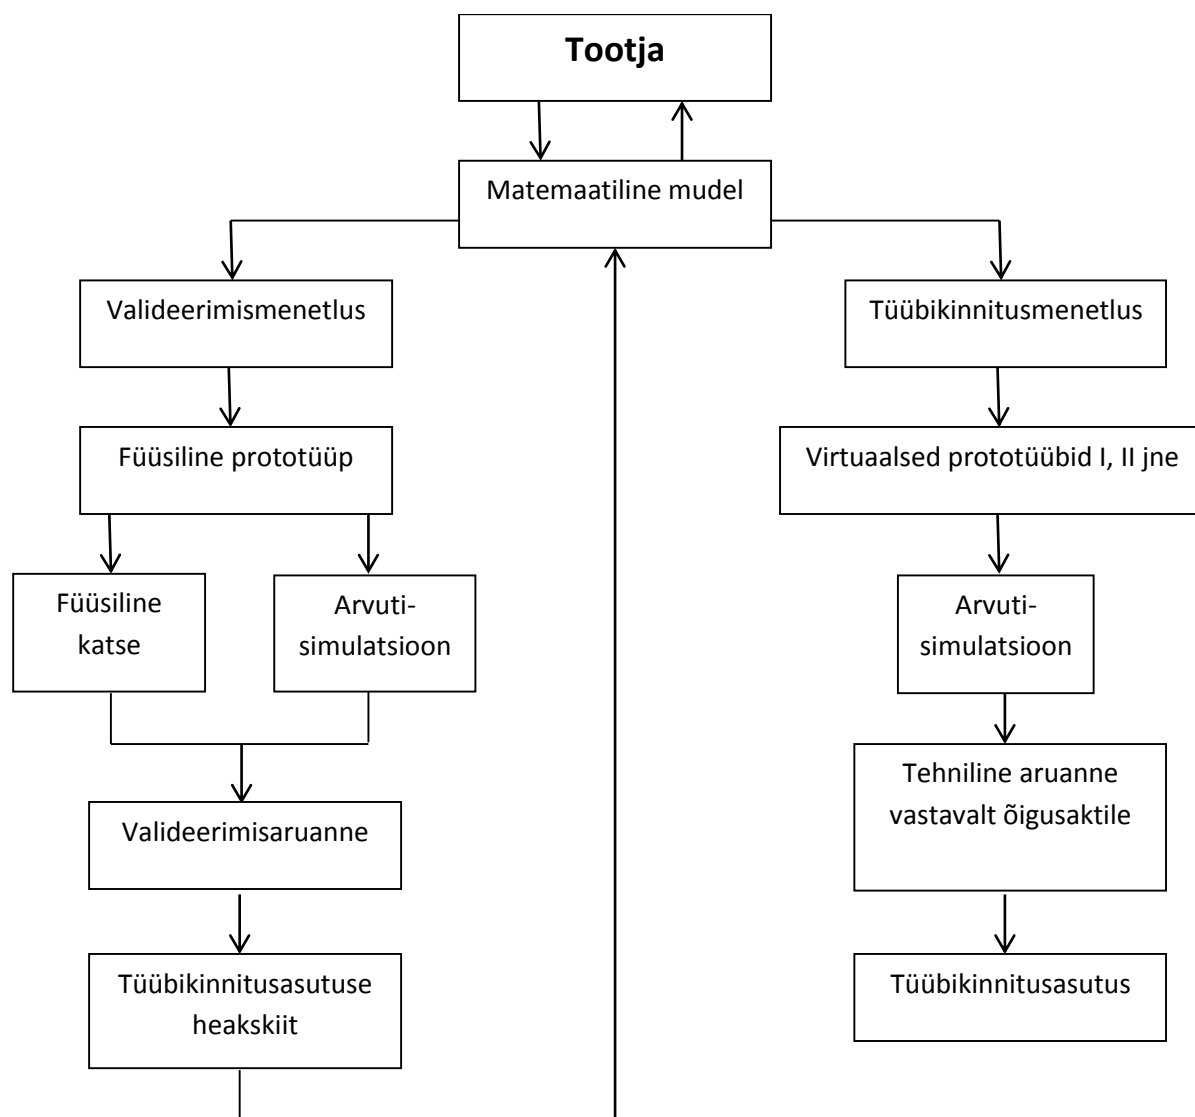 Tootja
Matemaatiline mudel
Valideerimismenetlus
Tüübikinnitusmenetlus
Füüsiline prototüüp
Virtuaalsed prototüübid I, II jne
Füüsiline
katse
Arvuti-
simulatsioon
Arvuti-
simulatsioon
Valideerimisaruanne
Tehniline aruanne
vastavalt õigusaktile
Tüübikinnitusasutuse
heakskiit
Tüübikinnitusasutus